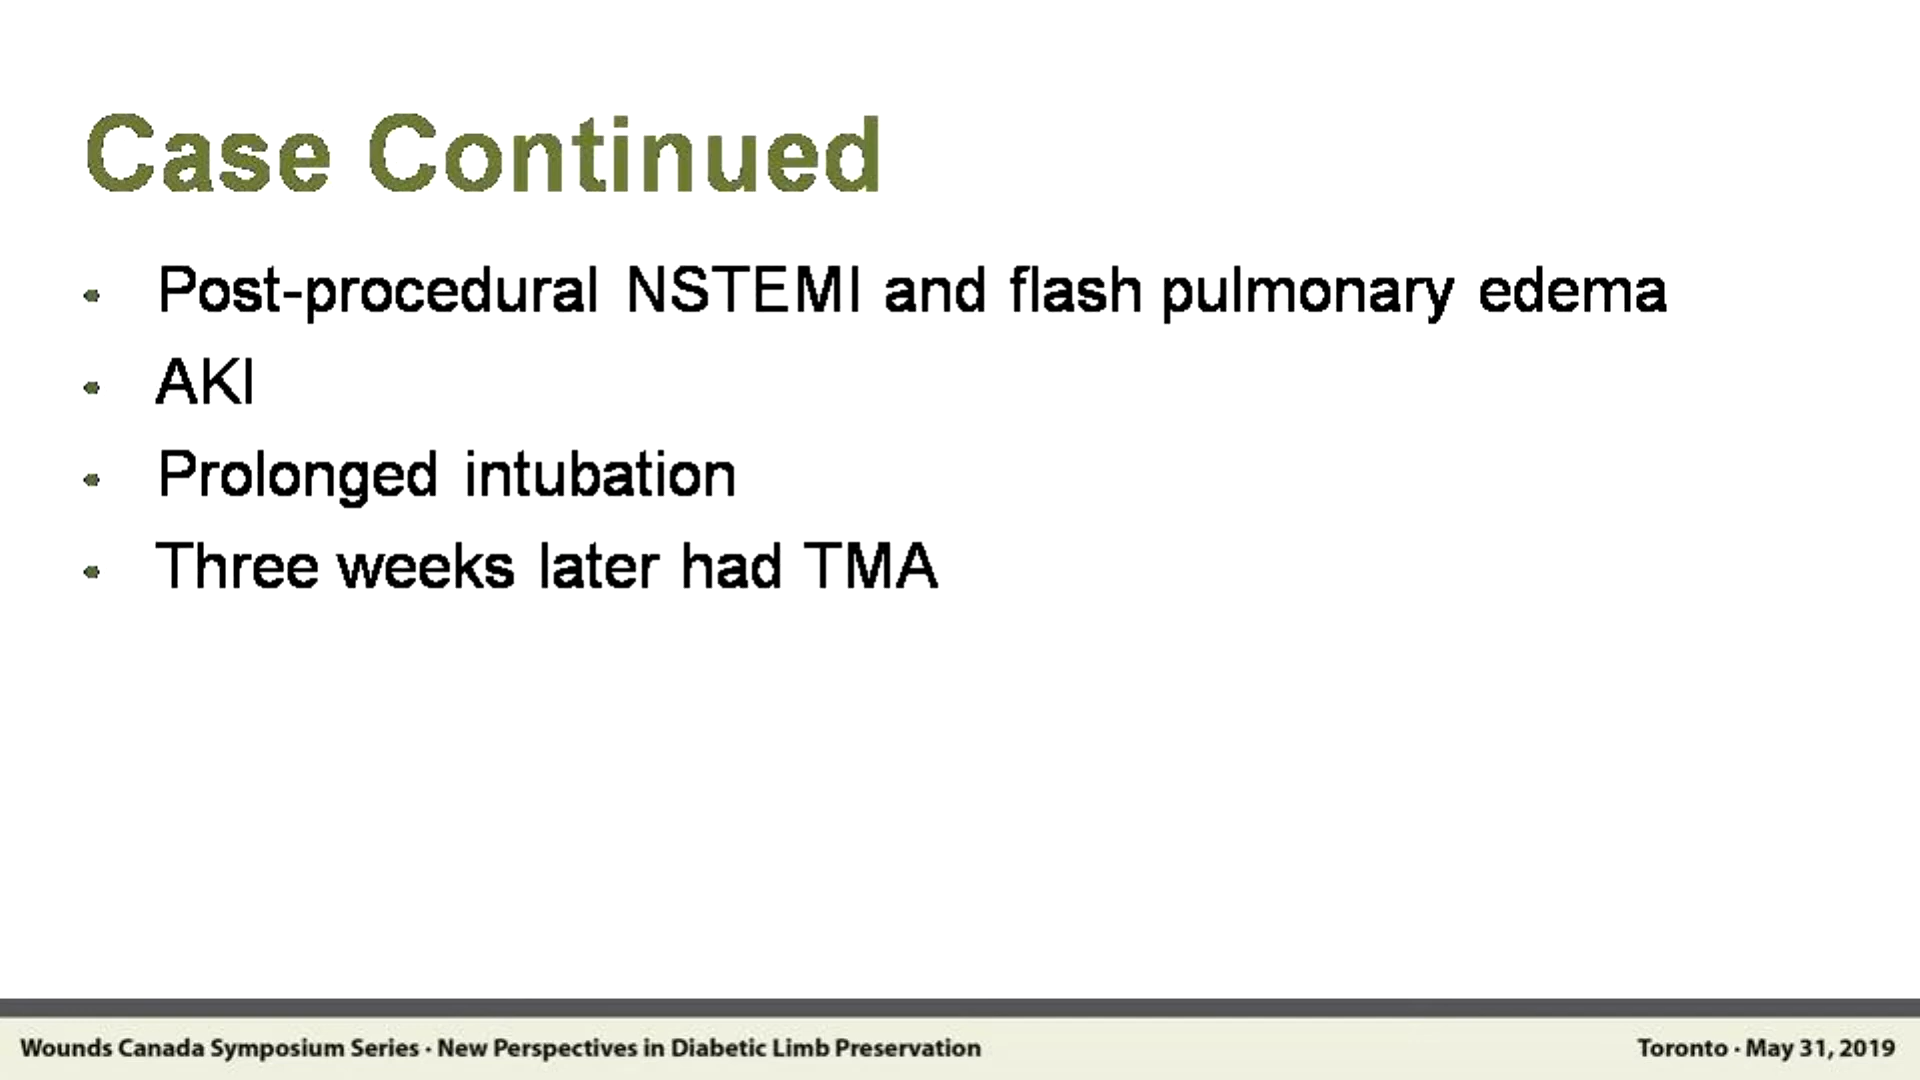 Case Continued
• Post-procedural NSTEMI and flash pulmonary edema
• AKI
• Prolonged intubation
• Three weeks later had TMA
Wounds Canada Symposium Series · New Perspectives in Diabetic Limb Preservation
Toronto · May 31, 2019